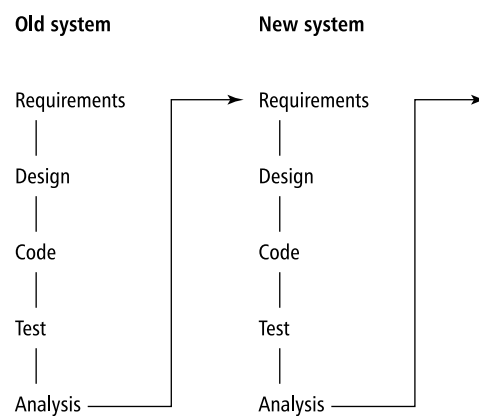 Old system
New system
Requirements
Requirements
Design
Design
Code
Code
Test
Test
Analysis
Analysis